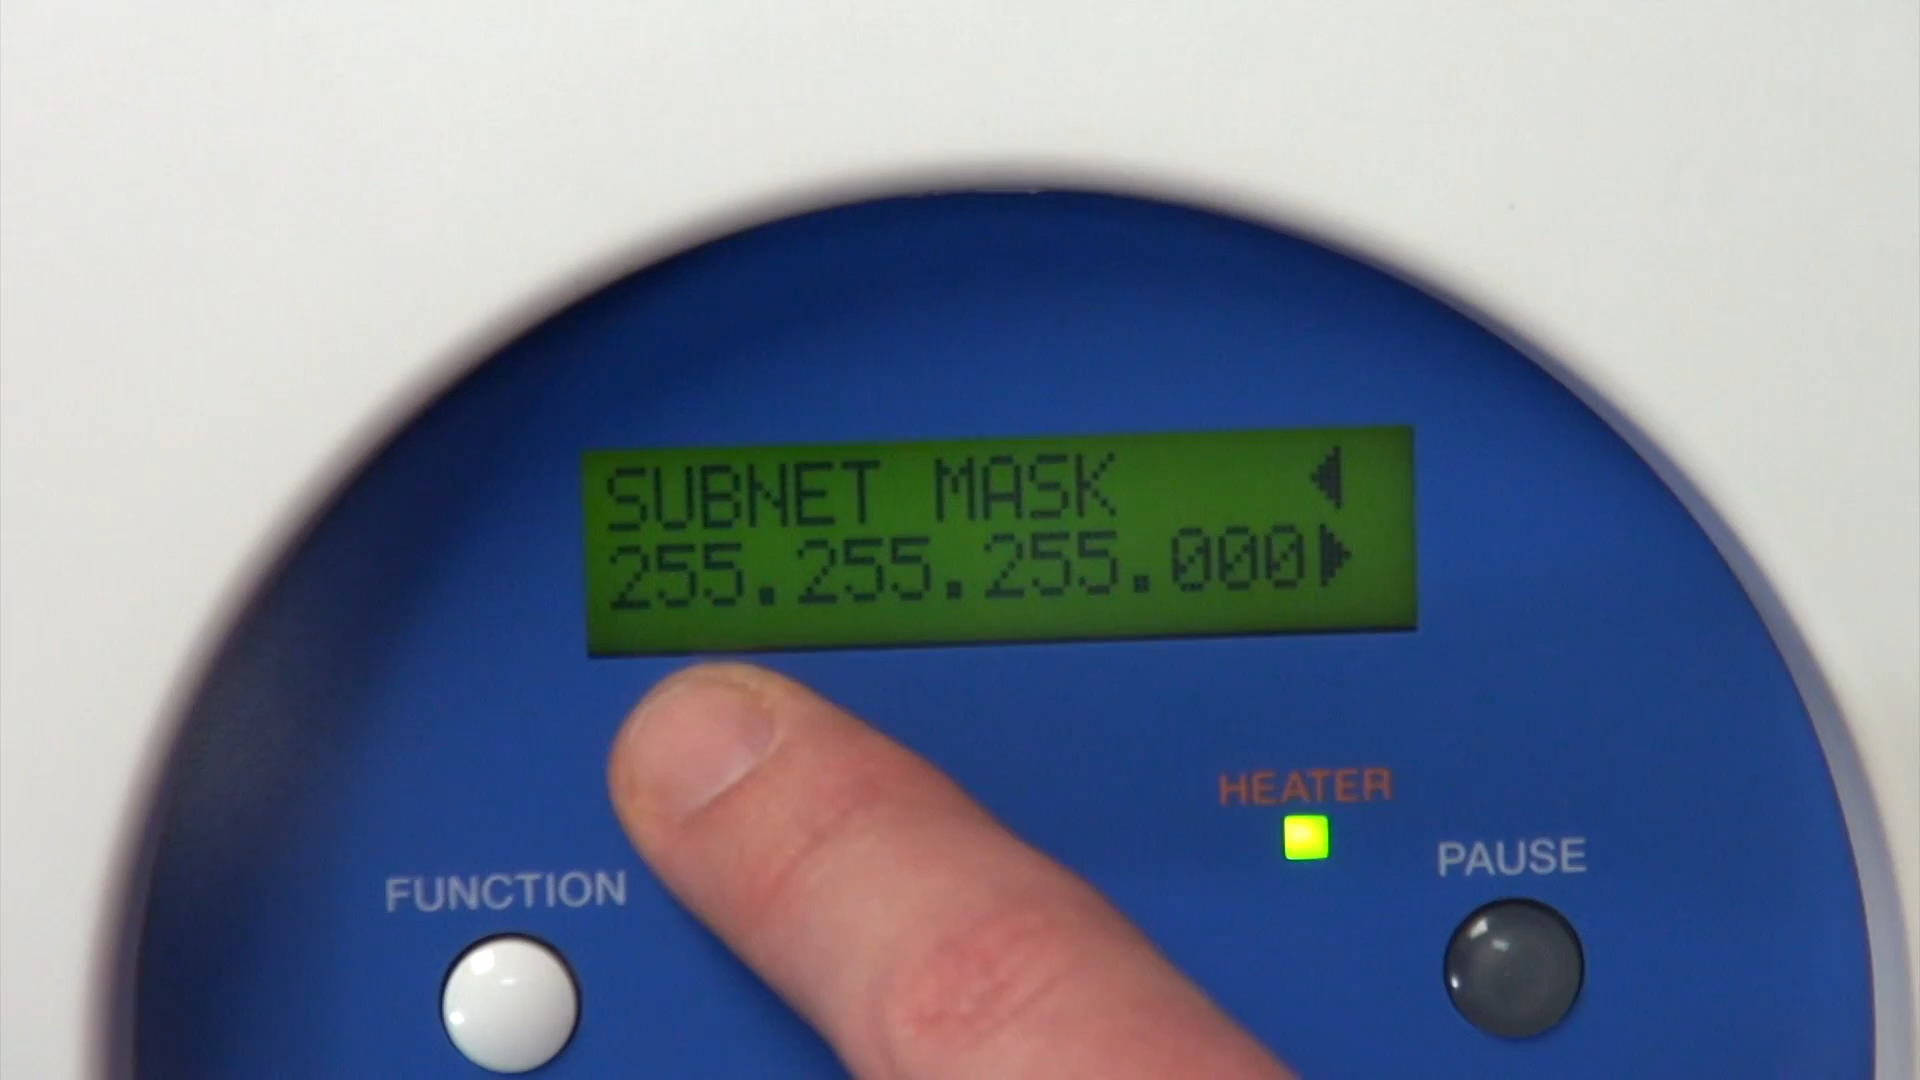 SUBNET MASK ◀
255.255.255.000▶
HEATER
PAUSE
FUNCTION